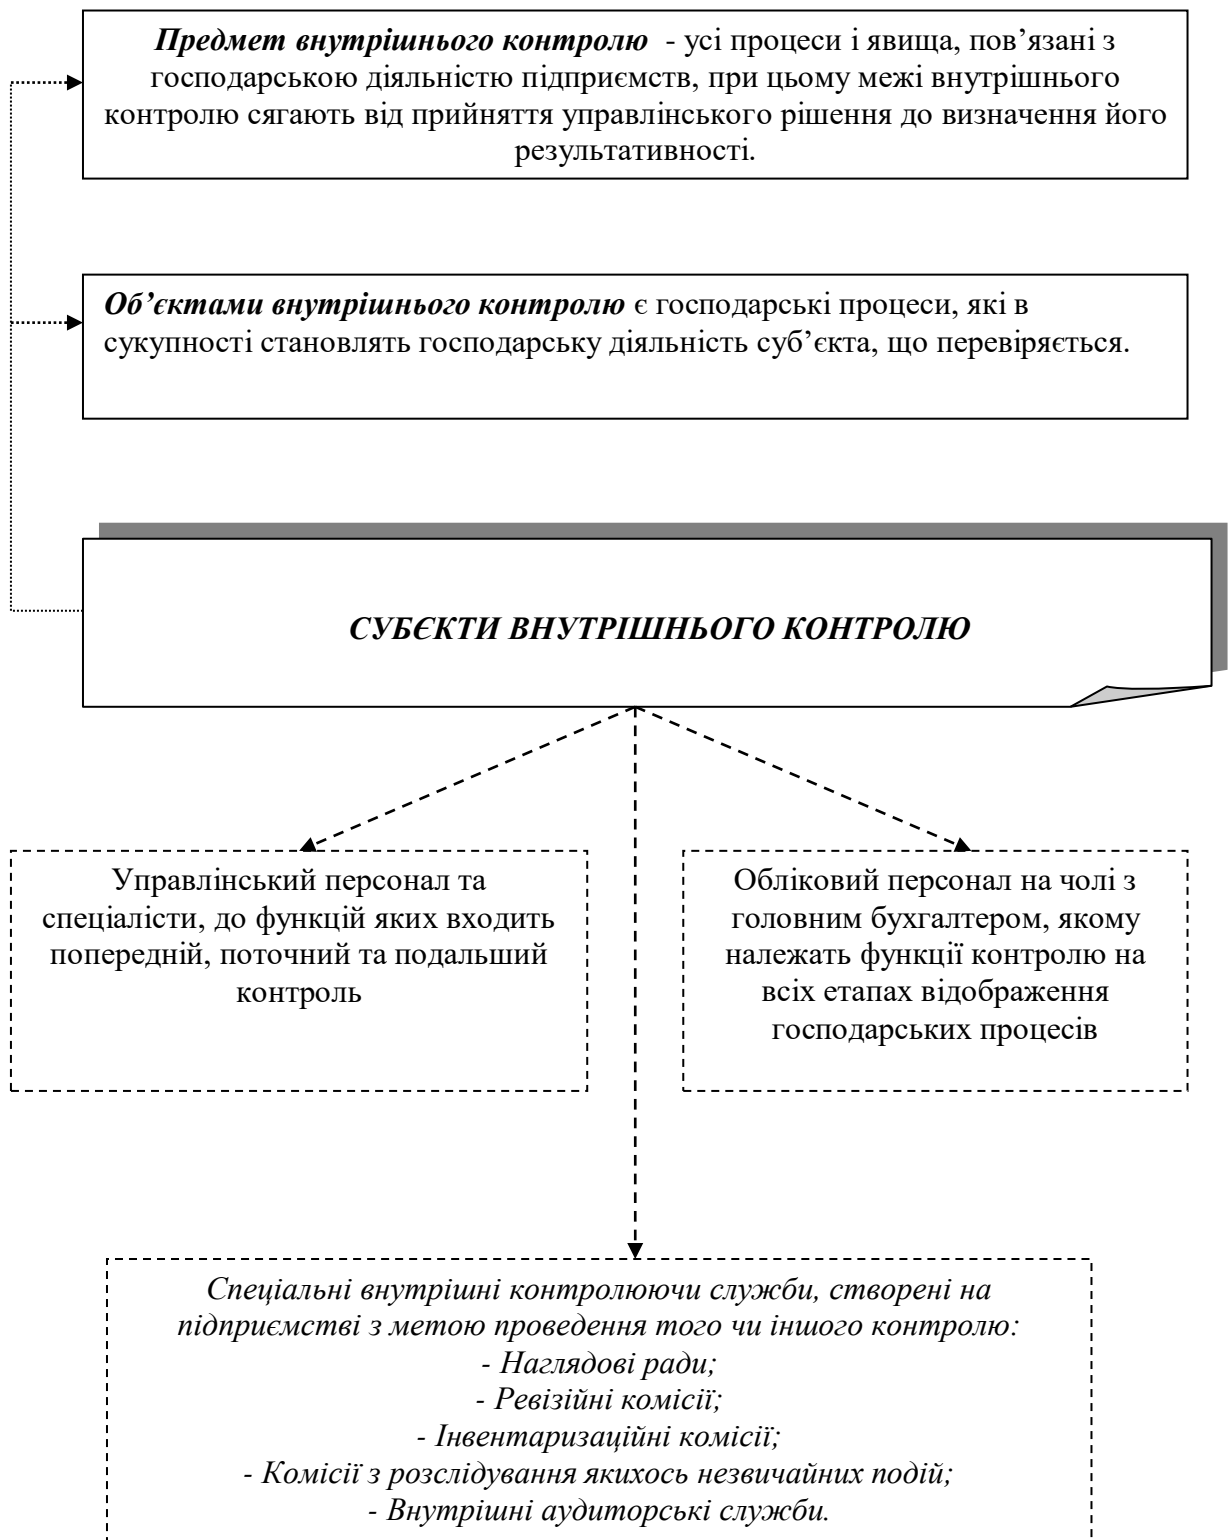 Предмет внутрішнього контролю - усі процеси і явища, пов’язані з
господарською діяльністю підприємств, при цьому межі внутрішнього
контролю сягають від прийняття управлінського рішення до визначення його
результативності.
Об’єктами внутрішнього контролю є господарські процеси, які в
сукупності становлять господарську діяльність суб’єкта, що перевіряється.
СУБЄКТИ ВНУТРІШНЬОГО КОНТРОЛЮ
Управлінський персонал та
спеціалісти, до функцій яких входить
попередній, поточний та подальший
контроль
Обліковий персонал на чолі з
головним бухгалтером, якому
належать функції контролю на
всіх етапах відображення
господарських процесів
Спеціальні внутрішні контролюючи служби, створені на
підприємстві з метою проведення того чи іншого контролю:
- Наглядові ради;
- Ревізійні комісії;
- Інвентаризаційні комісії;
- Комісії з розслідування якихось незвичайних подій;
- Внутрішні аудиторські служби.